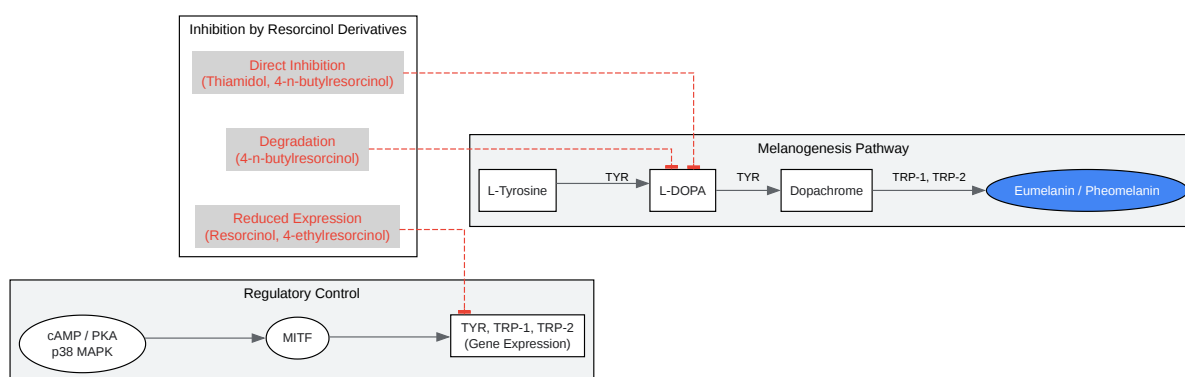 Inhibition by Resorcinol Derivatives
Direct Inhibition
(Thiamidol, 4-n-butylresorcinol)
Degradation
(4-n-butylresorcinol)
Reduced Expression
(Resorcinol, 4-ethylresorcinol)
Melanogenesis Pathway
L-Tyrosine
TYR
L-DOPA
TYR
Dopachrome
TRP-1, TRP-2
Eumelanin / Pheomelanin
Regulatory Control
cAMP / PKA
p38 MAPK
MITF
TYR, TRP-1, TRP-2
(Gene Expression)